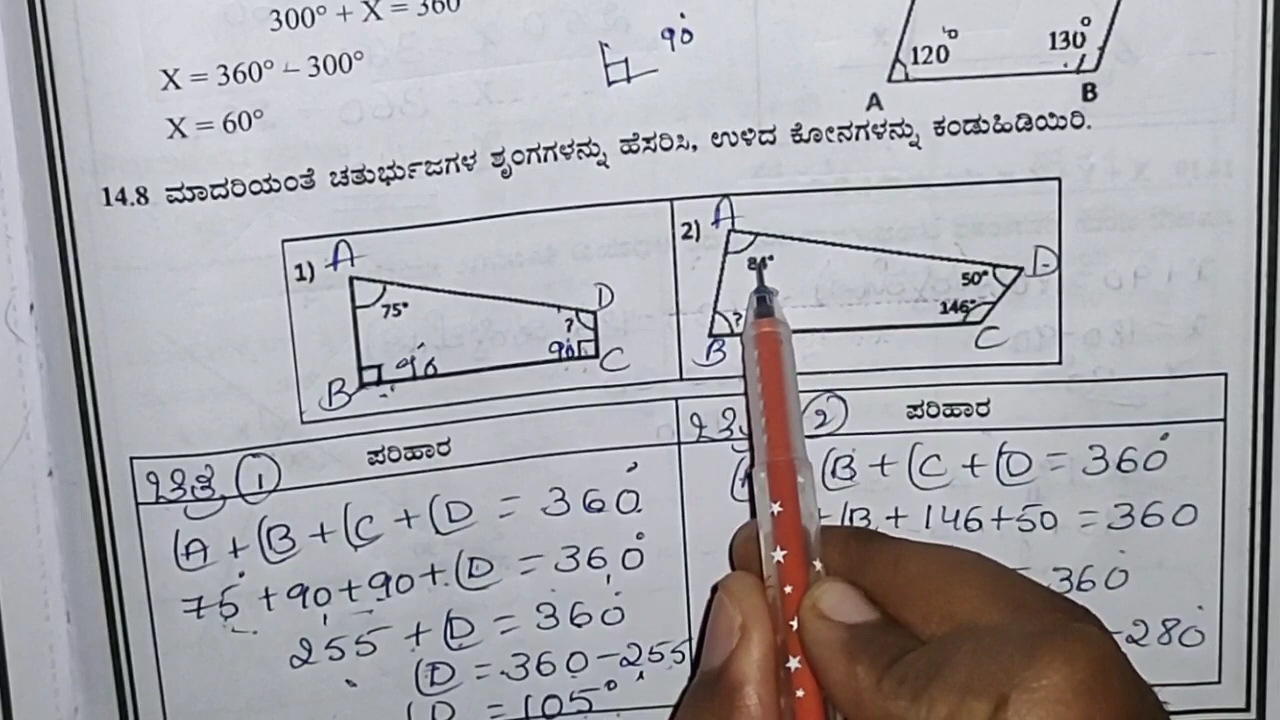 300° + X = 360
X = 360° – 300°
90°
X = 60°
120°
130°
A
B
14.8 ಮಾದರಿಯಂತೆ ಚತುರ್ಭುಜಗಳ ಶೃಂಗಗಳನ್ನು ಹೆಸರಿಸಿ, ಉಳಿದ ಕೋನಗಳನ್ನು ಕಂಡುಹಿಡಿಯಿರಿ.
1)
A
75°
D
?
90°
90°
B
C
2)
A
84°
50°
D
146°
?
B
C
ಪರಿಹಾರ
ಚಿತ್ರ 1
∠A + ∠B + ∠C + ∠D = 360°
75° + 90 + 90 + ∠D = 360°
255 + ∠D = 360°
∠D = 360 – 255
∠D = 105°
2
ಪರಿಹಾರ
∠B + ∠C + ∠D = 360°
+ ∠B + 146 + 50 = 360
360°
– 280°